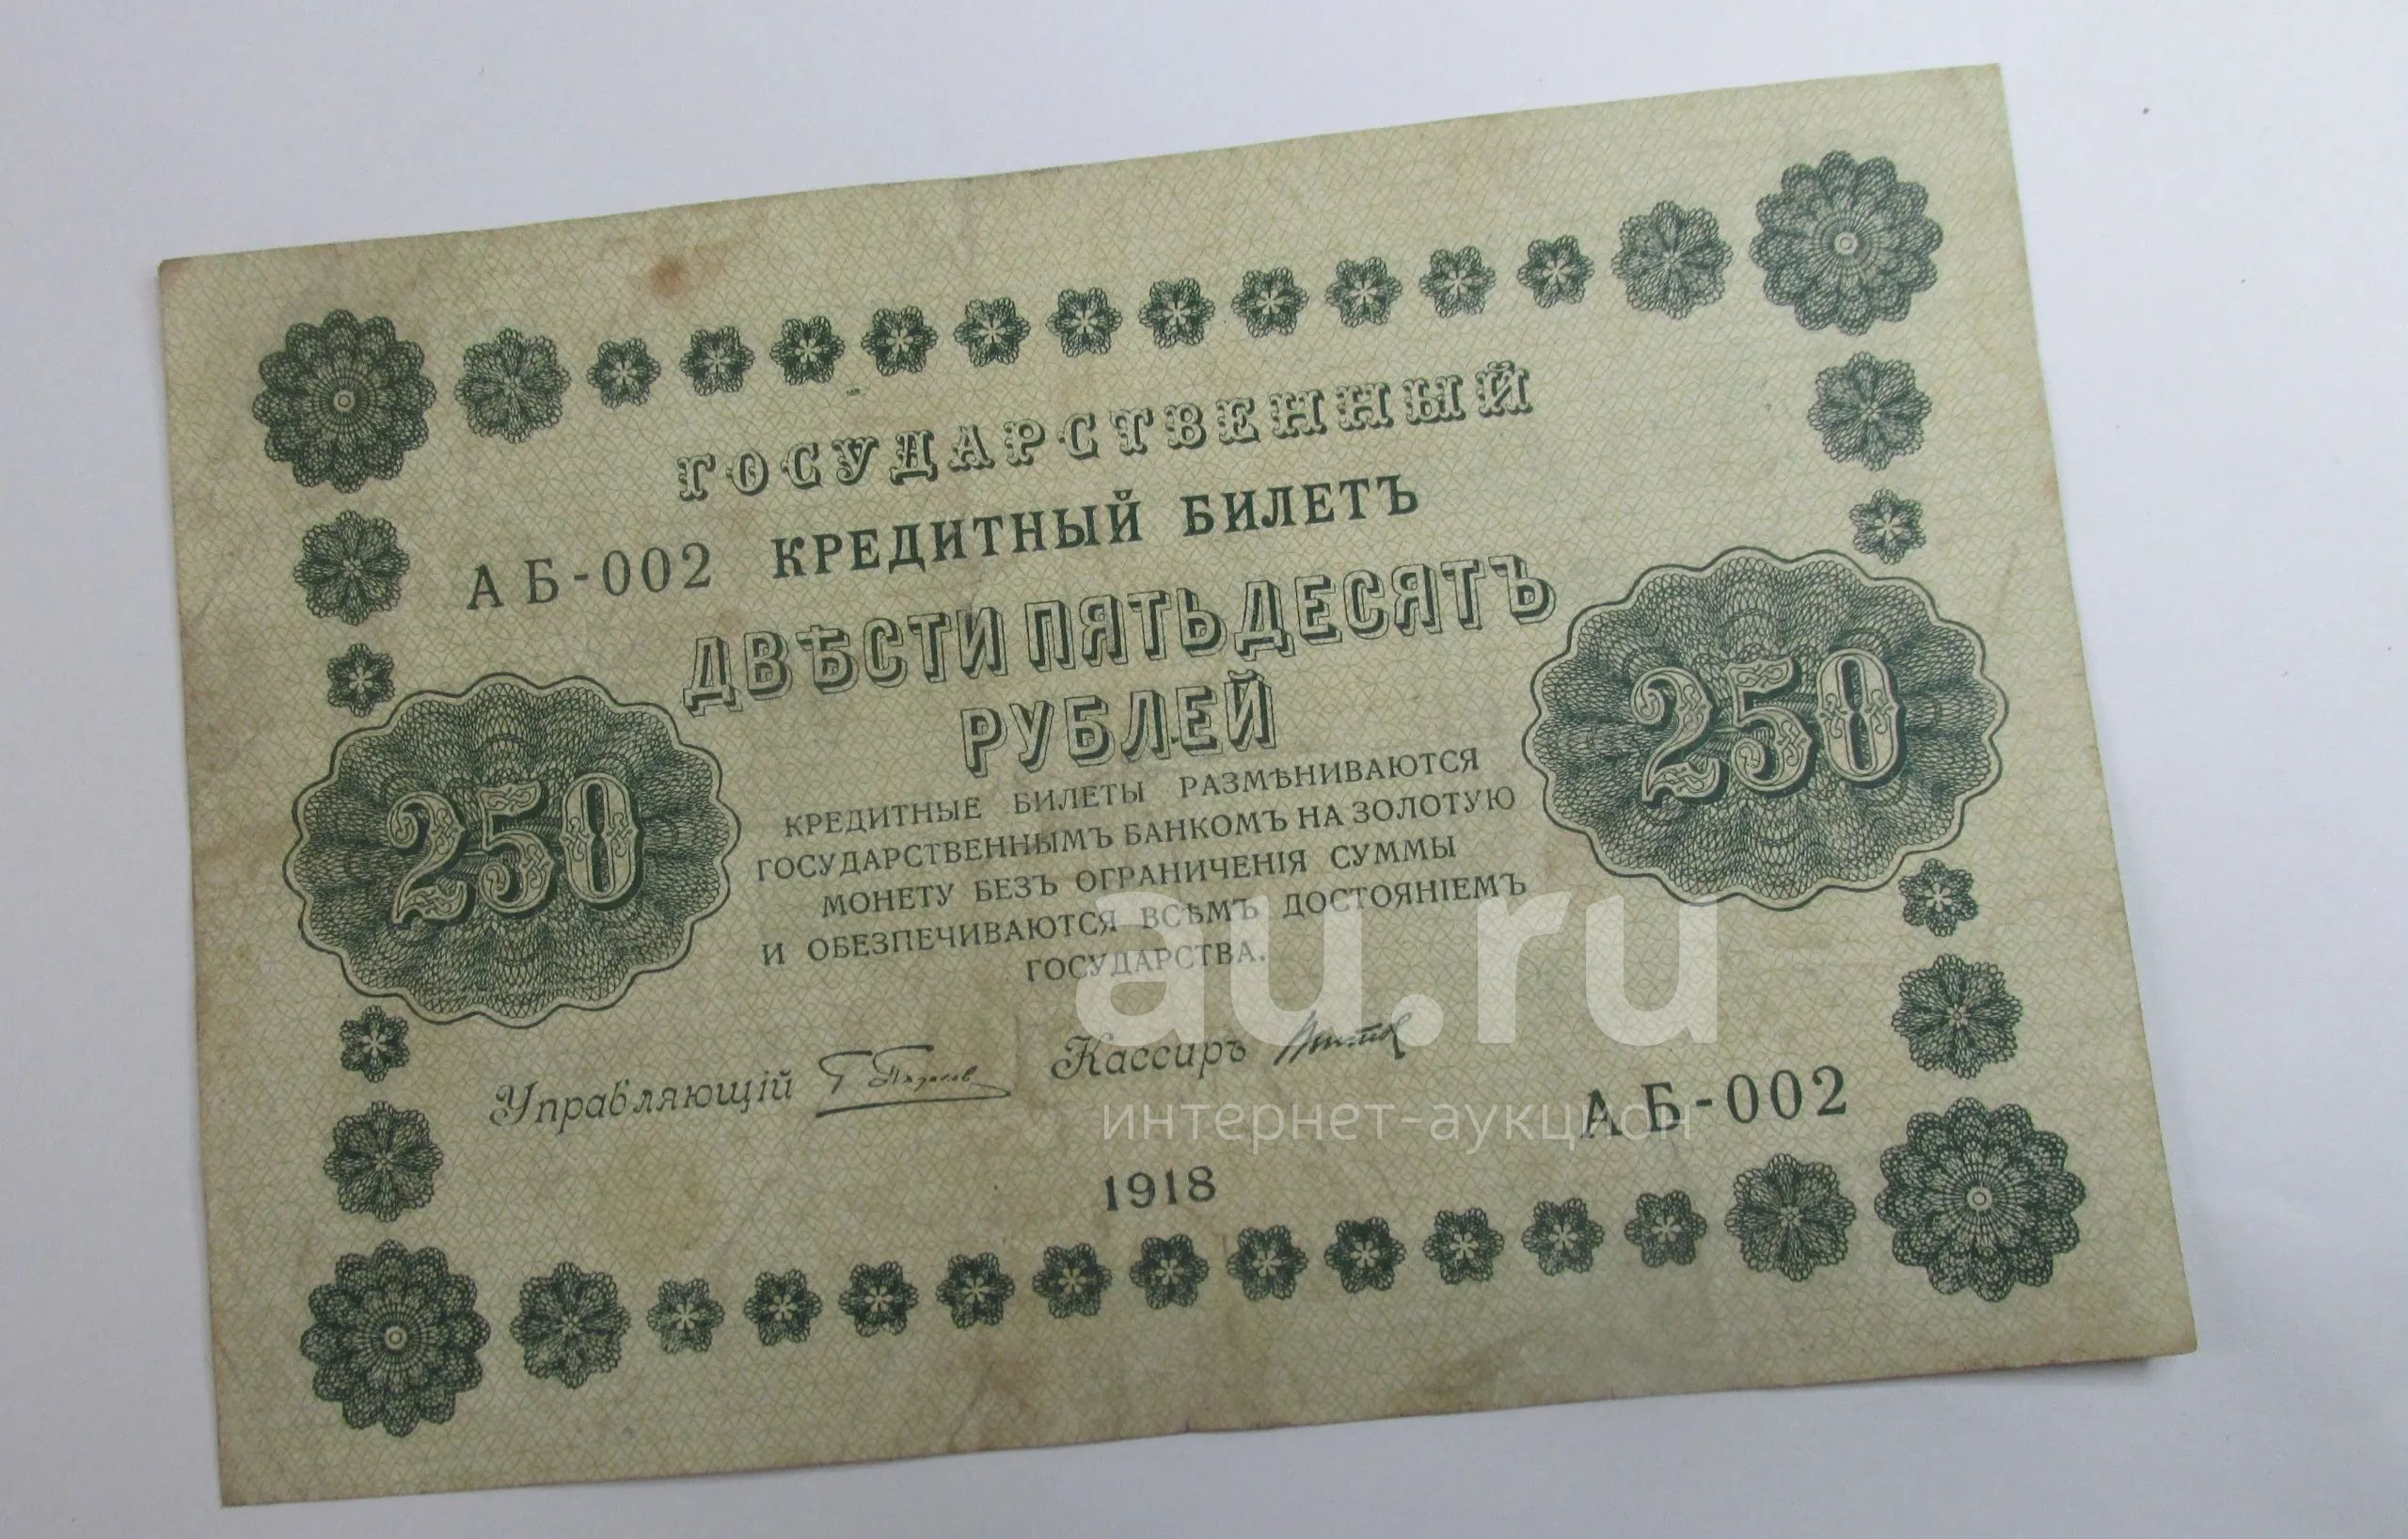 ГОСУДАРСТВЕННЫЙ
АБ-002 КРЕДИТНЫЙ БИЛЕТЪ
ДВѢСТИ ПЯТЬДЕСЯТЪ
РУБЛЕЙ
250
250
КРЕДИТНЫЕ БИЛЕТЫ РАЗМѢНИВАЮТСЯ
ГОСУДАРСТВЕННЫМЪ БАНКОМЪ НА ЗОЛОТУЮ
МОНЕТУ БЕЗЪ ОГРАНИЧЕНІЯ СУММЫ
И ОБЕЗПЕЧИВАЮТСЯ ВСѢМЪ ДОСТОЯНІЕМЪ
ГОСУДАРСТВА.
Управляющій Кассиръ
АБ-002
1918
au.ru
интернет-аукцион